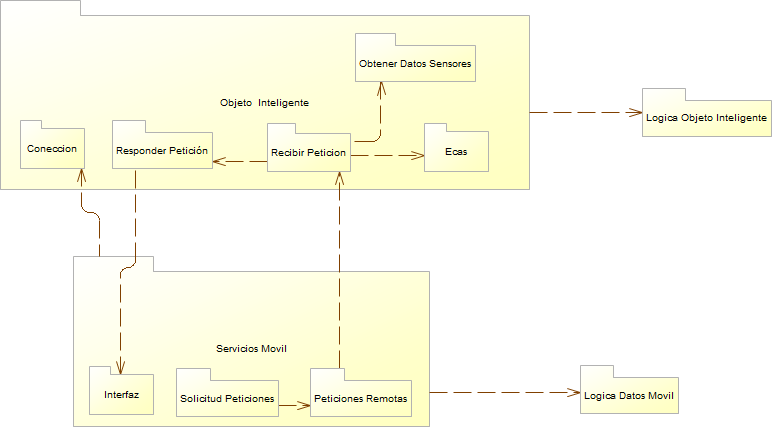 Obtener Datos Sensores
Objeto Inteligente
Logica Objeto Inteligente
Coneccion
Responder Petición
Recibir Peticion
Ecas
Servicios Movil
Interfaz
Solicitud Peticiones
Peticiones Remotas
Logica Datos Movil